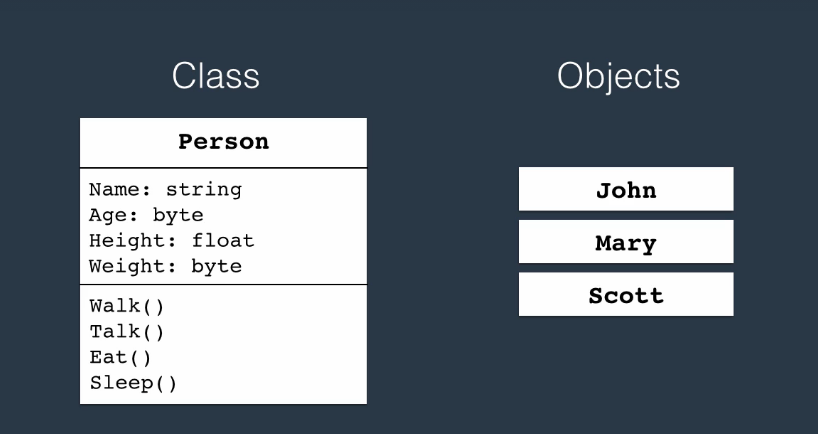 Class
Person
Name: string
Age: byte
Height: float
Weight: byte
Walk()
Talk()
Eat()
Sleep()
Objects
John
Mary
Scott